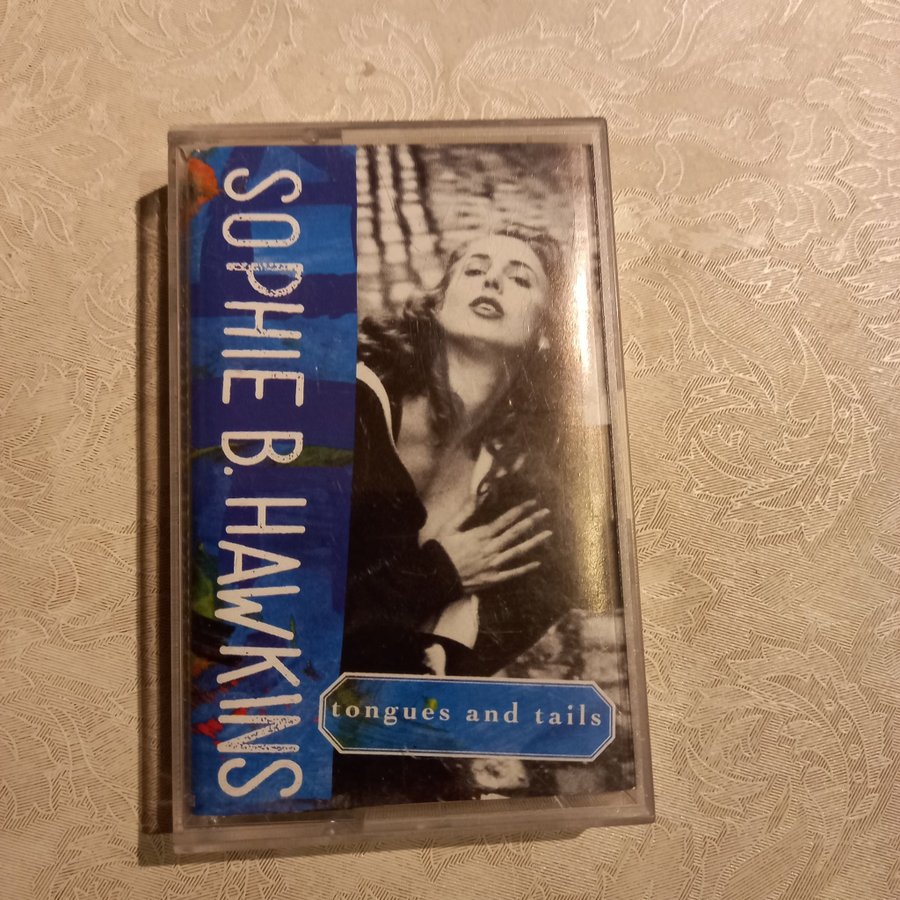 SOPHIE B. HAWKINS
tongues and tails